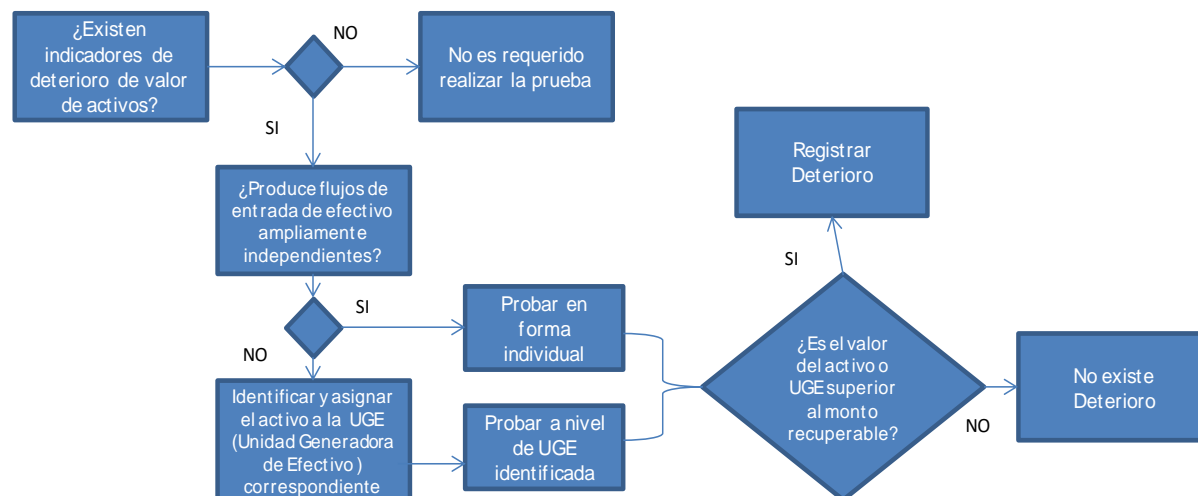 ¿Existen
indicadores de
deterioro de valor
de activos?
NO
No es requerido
realizar la prueba
SI
¿Produce flujos de
entrada de efectivo
ampliamente
independientes?
SI
NO
Probar en
forma
individual
Identificar y asignar
el activo a la UGE
(Unidad Generadora
de Efectivo)
correspondiente
Probar a nivel
de UGE
identificada
¿Es el valor
del activo o
UGE superior
al monto
recuperable?
SI
Registrar
Deterioro
NO
No existe
Deterioro